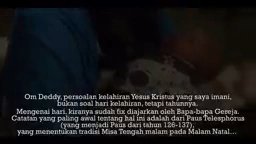 Om Deddy, persoalan kelahiran Yesus Kristus yang saya imani,
bukan soal hari kelahiran, tetapi tahunnya.
Mengenai hari, kiranya sudah fix diajarkan oleh Bapa-bapa Gereja.
Catatan yang paling awal tentang hal ini adalah dari Paus Telesphorus
(yang menjadi Paus dari tahun 126-137),
yang menentukan tradisi Misa Tengah malam pada Malam Natal...